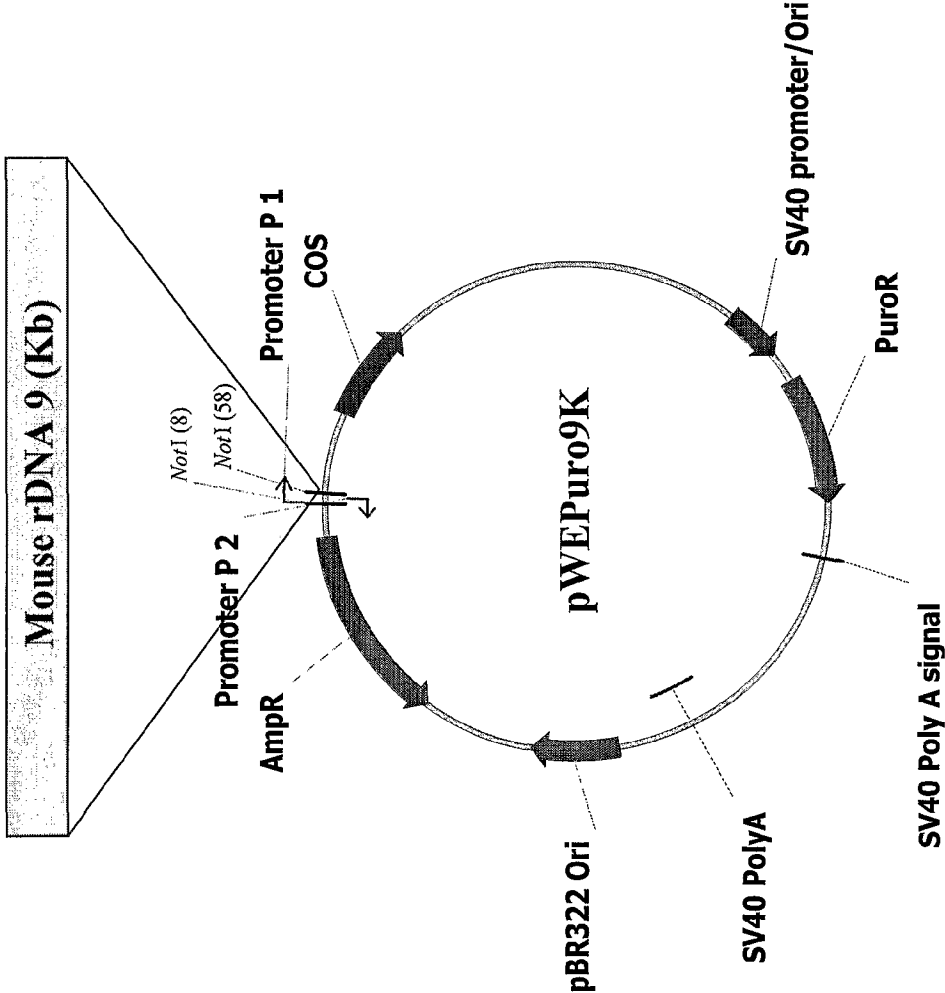 Mouse rDNA 9 (Kb)
NotI (8)
NotI (58)
Promoter P 2
Promoter P 1
AmpR
COS
pWEPuro9K
pBR322 Ori
SV40 promoter/Ori
SV40 PolyA
PuroR
SV40 Poly A signal